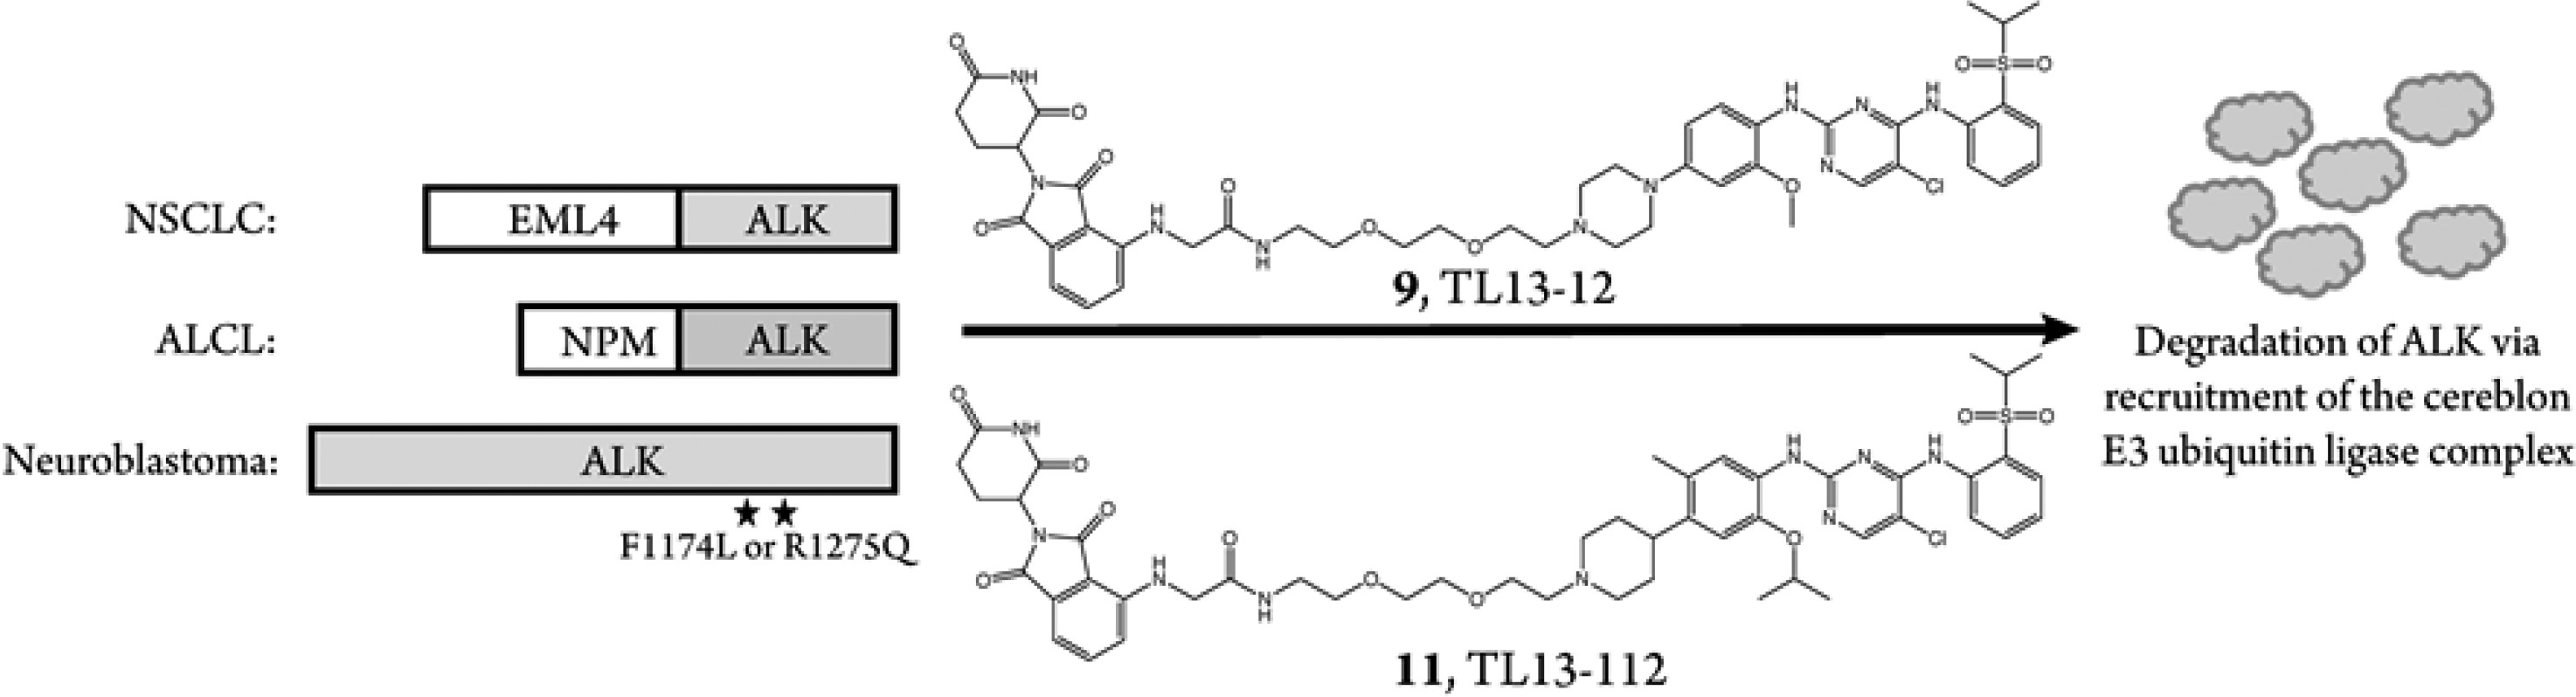 NSCLC:
EML4
ALK
ALCL:
NPM
ALK
Neuroblastoma:
ALK
★ ★
F1174L or R1275Q
O
NH
O
N
O
O
H
N
O
N
H
O
O
N
N
O
H
N
N
N
H
N
Cl
O=S=O
9, TL13-12
O
NH
O
N
O
O
H
N
O
N
H
O
O
N
O
H
N
N
N
H
N
Cl
O=S=O
11, TL13-112
Degradation of ALK via
recruitment of the cereblon
E3 ubiquitin ligase complex